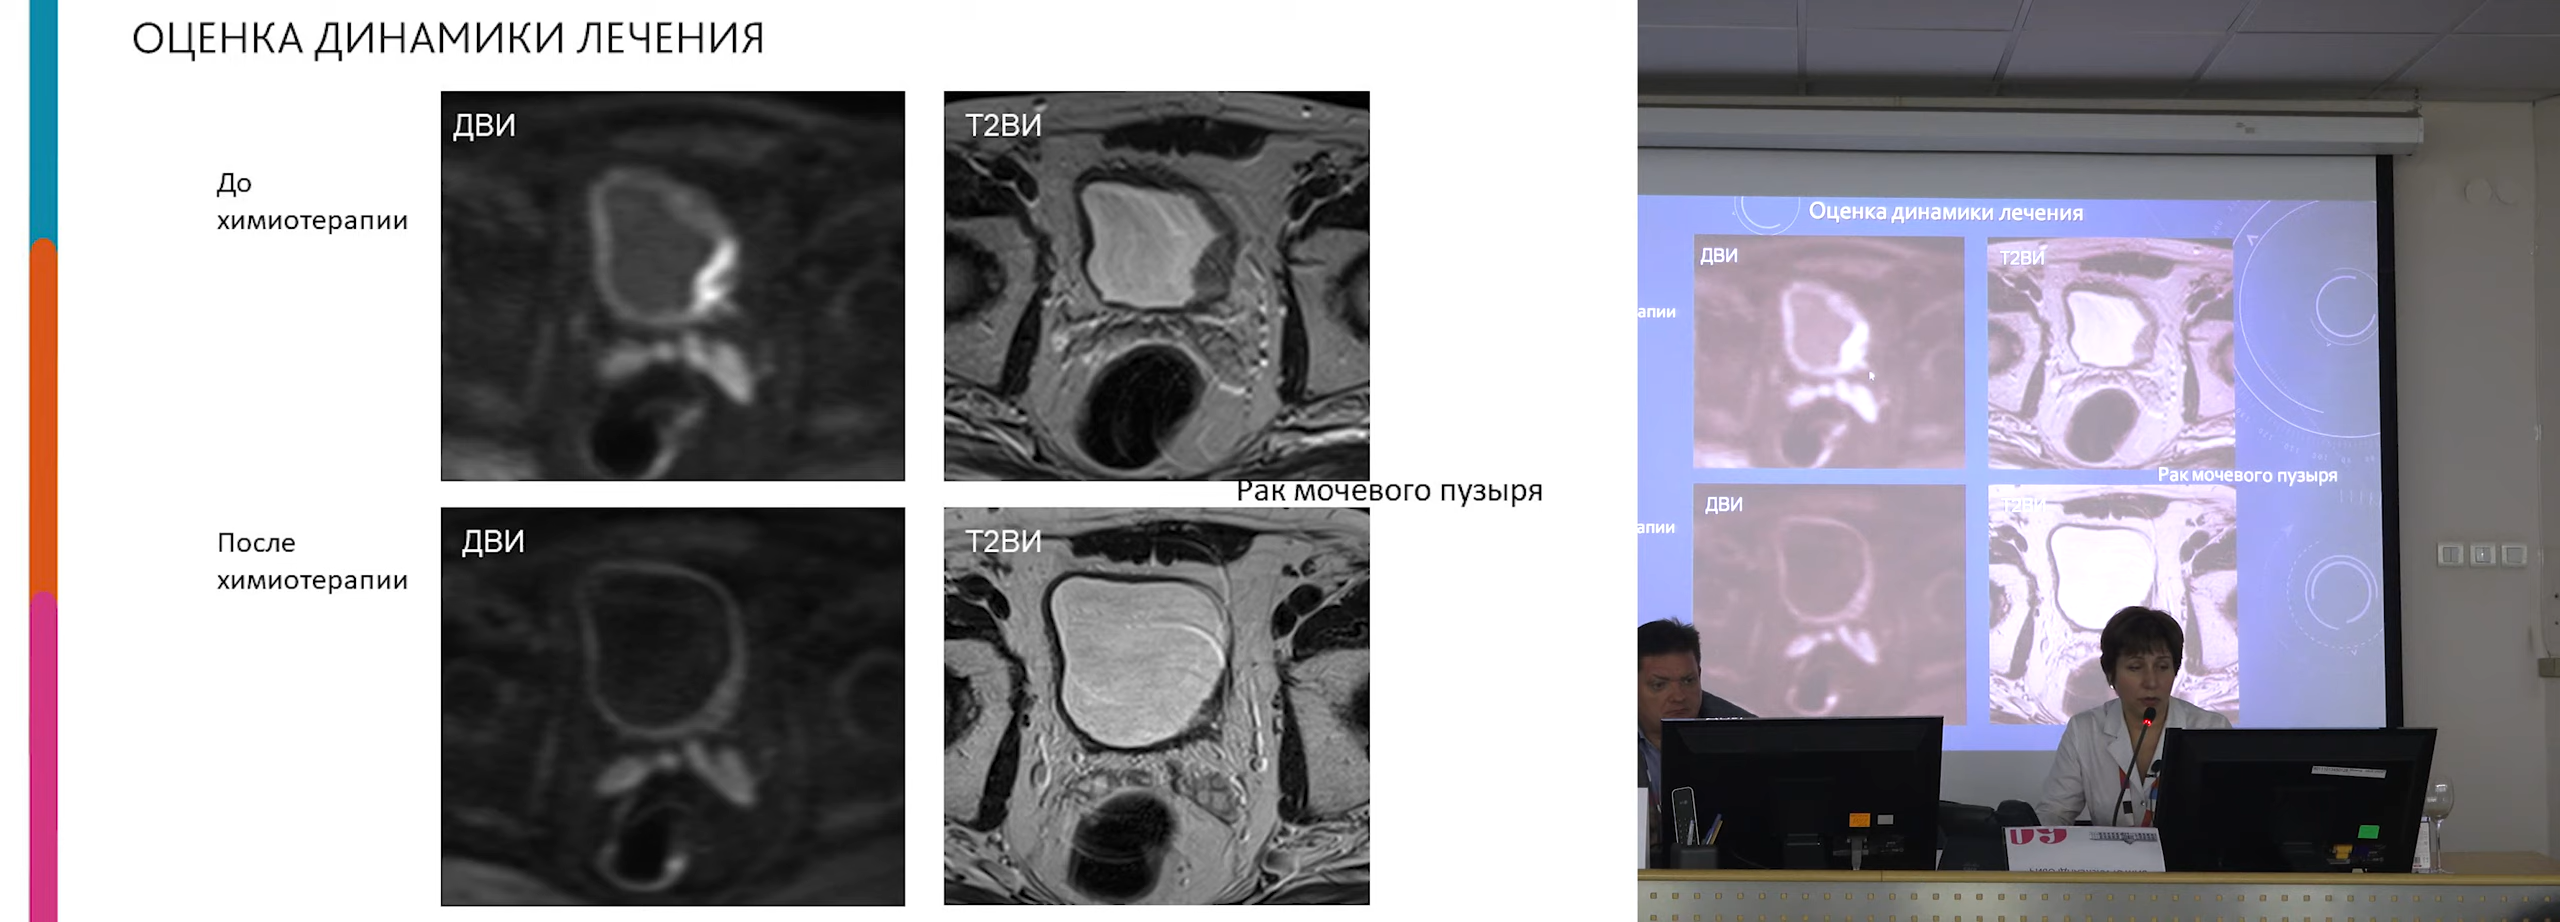 ОЦЕНКА ДИНАМИКИ ЛЕЧЕНИЯ
ДВИ
Т2ВИ
До
химиотерапии
Рак мочевого пузыря
После
химиотерапии
ДВИ
Т2ВИ
Оценка динамики лечения
ДВИ
Т2ВИ
апии
Рак мочевого пузыря
ДВИ
Т2ВИ
апии